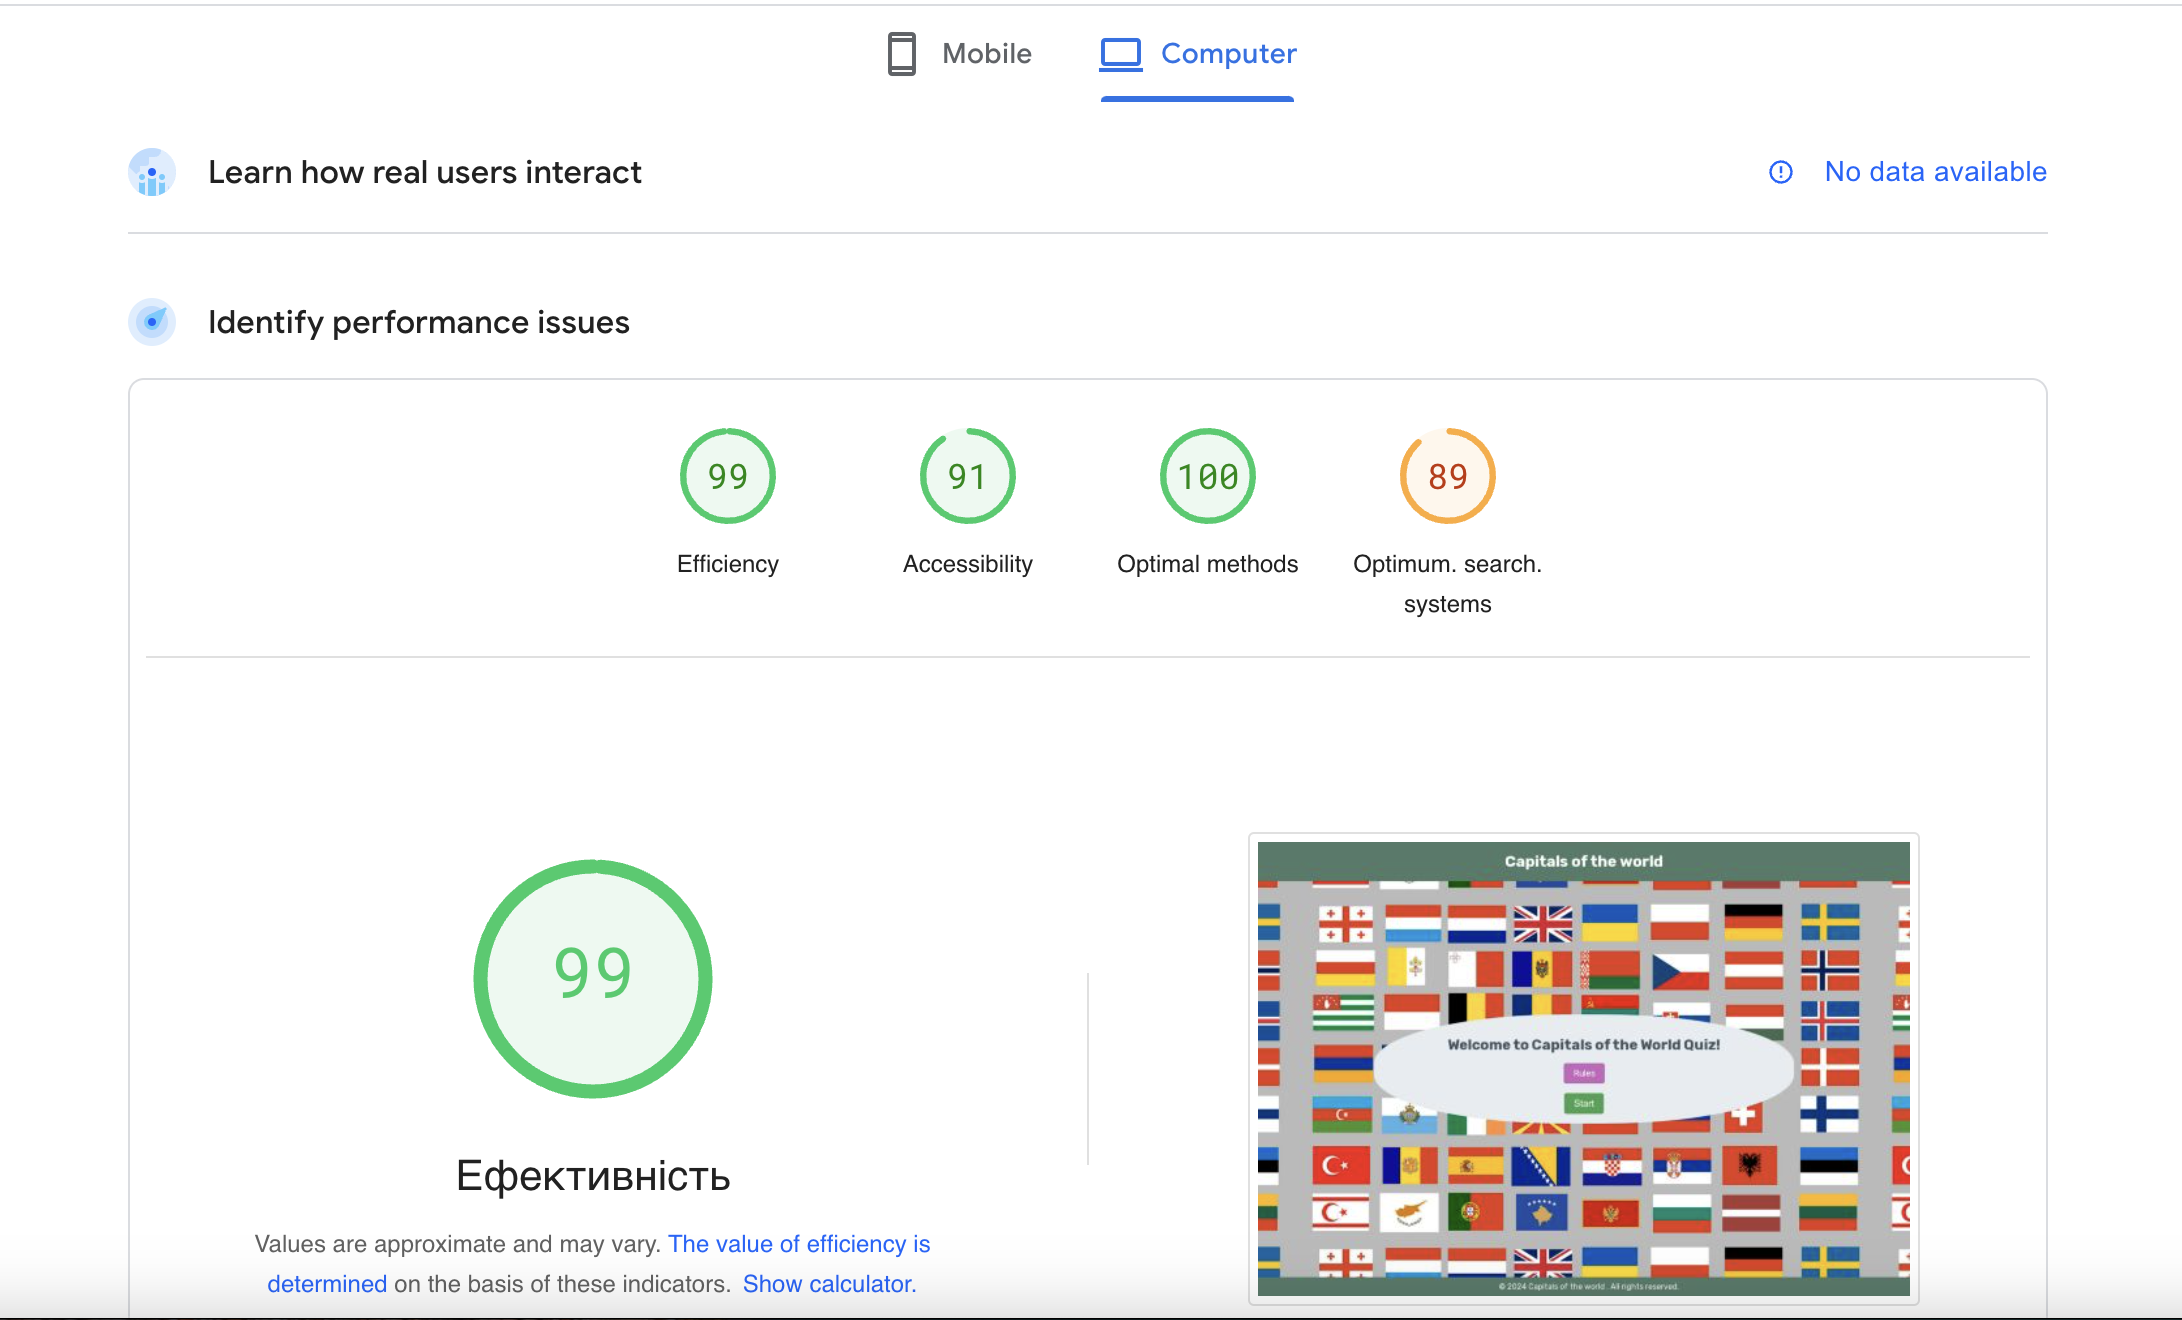 Mobile
Computer
Learn how real users interact
No data available
Identify performance issues
99
91
100
89
Efficiency
Accessibility
Optimal methods
Optimum. search.
systems
99
Ефективність
Values are approximate and may vary. The value of efficiency is
determined on the basis of these indicators. Show calculator.
Capitals of the world
Welcome to Capitals of the World Quiz!
Rules
Start
© 2024 Capitals of the world . All rights reserved.